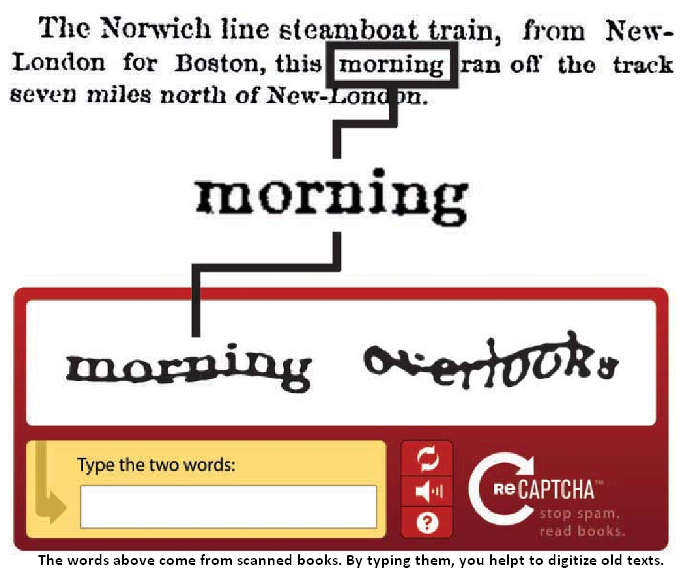 The Norwich line steamboat train, from New-
London for Boston, this morning ran off the track
seven miles north of New-London.
morning
morning overlooks
Type the two words:
ReCAPTCHA™
stop spam.
read books.
The words above come from scanned books. By typing them, you helpt to digitize old texts.